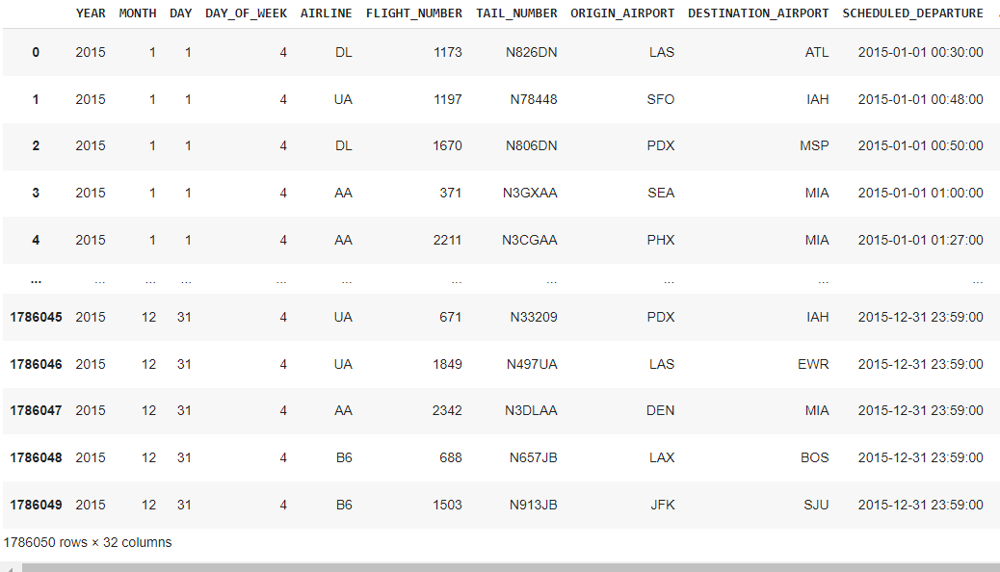 YEAR MONTH DAY DAY_OF_WEEK AIRLINE FLIGHT_NUMBER TAIL_NUMBER ORIGIN_AIRPORT DESTINATION_AIRPORT SCHEDULED_DEPARTURE
0 2015 1 1 4 DL 1173 N826DN LAS ATL 2015-01-01 00:30:00
1 2015 1 1 4 UA 1197 N78448 SFO IAH 2015-01-01 00:48:00
2 2015 1 1 4 DL 1670 N806DN PDX MSP 2015-01-01 00:50:00
3 2015 1 1 4 AA 371 N3GXAA SEA MIA 2015-01-01 01:00:00
4 2015 1 1 4 AA 2211 N3CGAA PHX MIA 2015-01-01 01:27:00
... ... ... ... ... ... ... ... ... ... ...
1786045 2015 12 31 4 UA 671 N33209 PDX IAH 2015-12-31 23:59:00
1786046 2015 12 31 4 UA 1849 N497UA LAS EWR 2015-12-31 23:59:00
1786047 2015 12 31 4 AA 2342 N3DLAA DEN MIA 2015-12-31 23:59:00
1786048 2015 12 31 4 B6 688 N657JB LAX BOS 2015-12-31 23:59:00
1786049 2015 12 31 4 B6 1503 N913JB JFK SJU 2015-12-31 23:59:00
1786050 rows × 32 columns